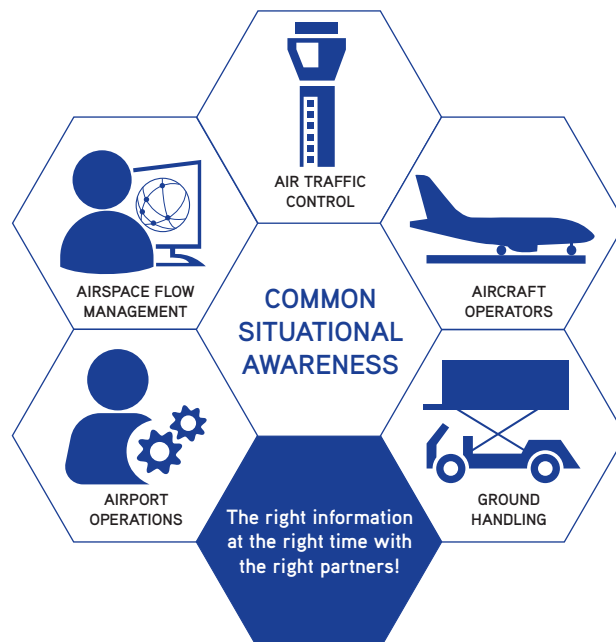 AIR TRAFFIC
CONTROL
AIRSPACE FLOW
MANAGEMENT
AIRCRAFT
OPERATORS
COMMON
SITUATIONAL
AWARENESS
AIRPORT
OPERATIONS
GROUND
HANDLING
The right information
at the right time with
the right partners!